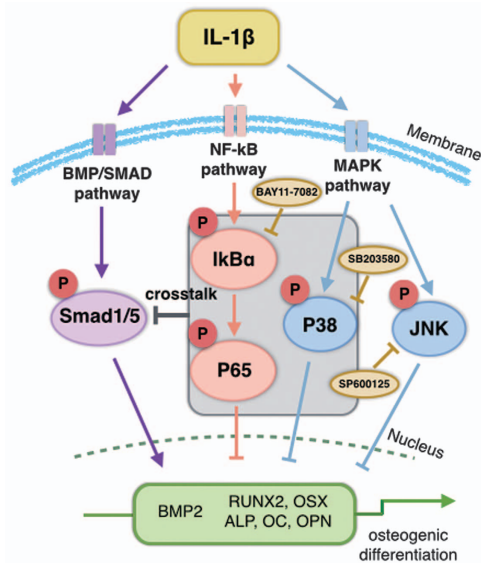 IL-1β
Membrane
BMP/SMAD
pathway
NF-kB
pathway
MAPK
pathway
BAY11-7082
P
IkBα
SB203580
P
Smad1/5
crosstalk
P
P38
P
JNK
P
P65
SP600125
Nucleus
BMP2
RUNX2, OSX
ALP, OC, OPN
osteogenic
differentiation